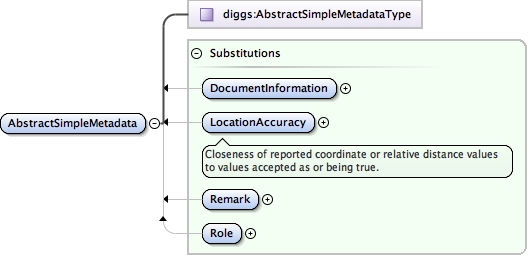 diggs:AbstractSimpleMetadataType
Substitutions
DocumentInformation
AbstractSimpleMetadata
LocationAccuracy
Closeness of reported coordinate or relative distance values
to values accepted as or being true.
Remark
Role